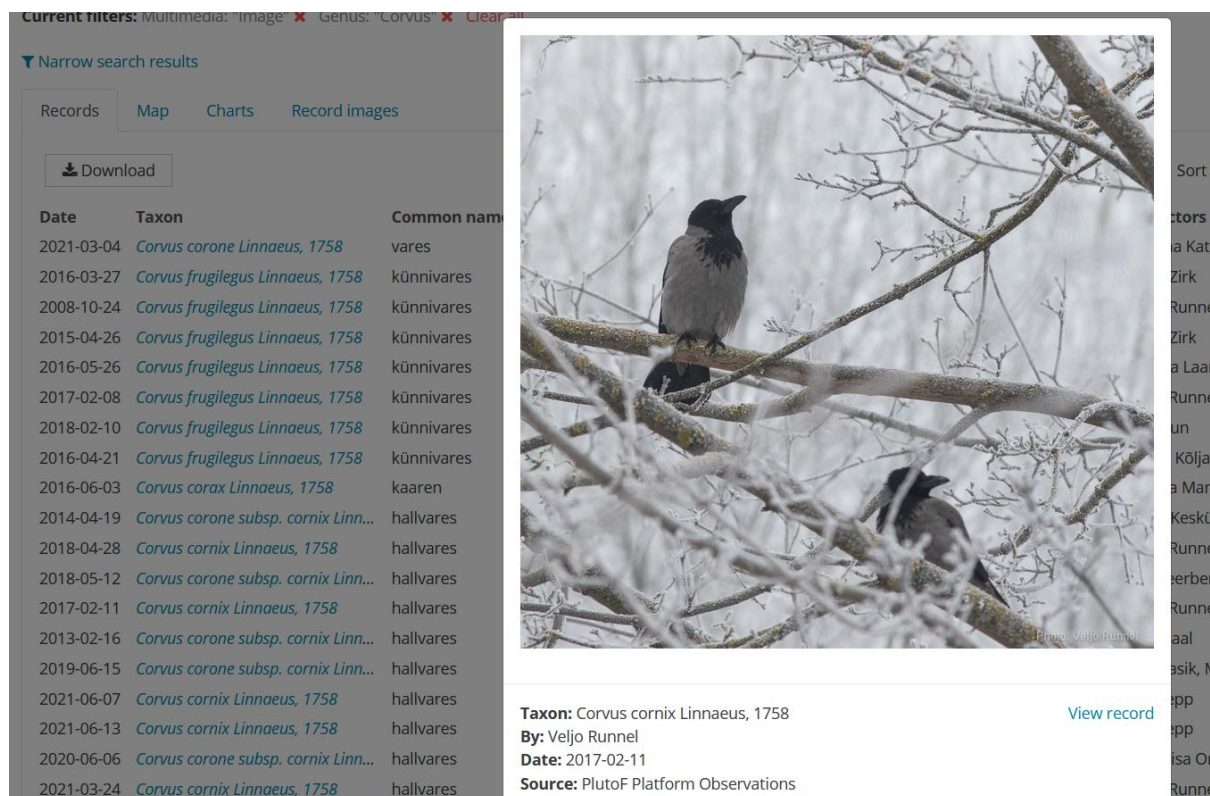 Current filters: Multimedia: "Image" ✖ Genus: "Corvus" ✖ Clear all
Narrow search results
Records Map Charts Record images
Download
Sort
Date Taxon Common name
2021-03-04 Corvus corone Linnaeus, 1758 vares
2016-03-27 Corvus frugilegus Linnaeus, 1758 künnivares Zirk
2008-10-24 Corvus frugilegus Linnaeus, 1758 künnivares
2015-04-26 Corvus frugilegus Linnaeus, 1758 künnivares Zirk
2016-05-26 Corvus frugilegus Linnaeus, 1758 künnivares
2017-02-08 Corvus frugilegus Linnaeus, 1758 künnivares
2018-02-10 Corvus frugilegus Linnaeus, 1758 künnivares
2016-04-21 Corvus frugilegus Linnaeus, 1758 künnivares
2016-06-03 Corvus corax Linnaeus, 1758 kaaren
2014-04-19 Corvus corone subsp. cornix Linn... hallvares
2018-04-28 Corvus cornix Linnaeus, 1758 hallvares
2018-05-12 Corvus corone subsp. cornix Linn... hallvares
2017-02-11 Corvus cornix Linnaeus, 1758 hallvares
2013-02-16 Corvus corone subsp. cornix Linn... hallvares
2019-06-15 Corvus corone subsp. cornix Linn... hallvares
2021-06-07 Corvus cornix Linnaeus, 1758 hallvares
2021-06-13 Corvus cornix Linnaeus, 1758 hallvares
2020-06-06 Corvus corone subsp. cornix Linn... hallvares
2021-03-24 Corvus cornix Linnaeus, 1758 hallvares
Photo: Veljo Runnel
Taxon: Corvus cornix Linnaeus, 1758 View record
By: Veljo Runnel
Date: 2017-02-11
Source: PlutoF Platform Observations